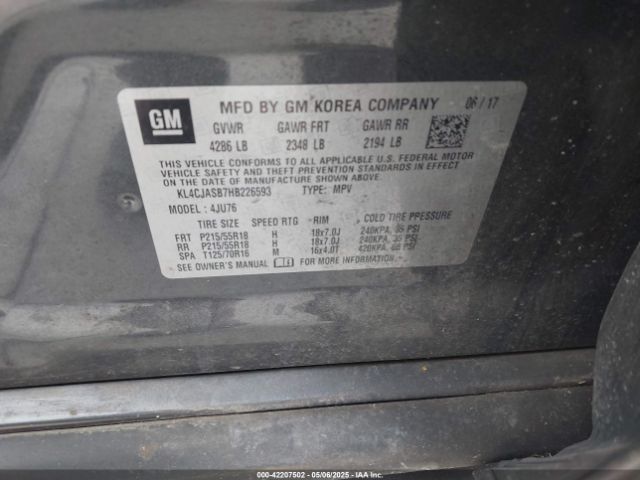 GM
MFD BY GM KOREA COMPANY 06 / 17
GVWR GAWR FRT GAWR RR
4286 LB 2348 LB 2194 LB
THIS VEHICLE CONFORMS TO ALL APPLICABLE U.S. FEDERAL MOTOR
VEHICLE SAFETY AND THEFT PREVENTION STANDARDS IN EFFECT ON
THE DATE OF MANUFACTURE SHOWN ABOVE.
KL4CJASB7HB226593 TYPE: MPV
MODEL : 4JU76
TIRE SIZE SPEED RTG RIM COLD TIRE PRESSURE
FRT P215/55R18 H 18x7.0J 240KPA, 35 PSI
RR P215/55R18 H 18x7.0J 240KPA, 35 PSI
SPA T125/70R16 M 16x4.0T 420KPA, 60 PSI
SEE OWNER'S MANUAL FOR MORE INFORMATION.
000-42207502 05/06/2025 IAAI.COM